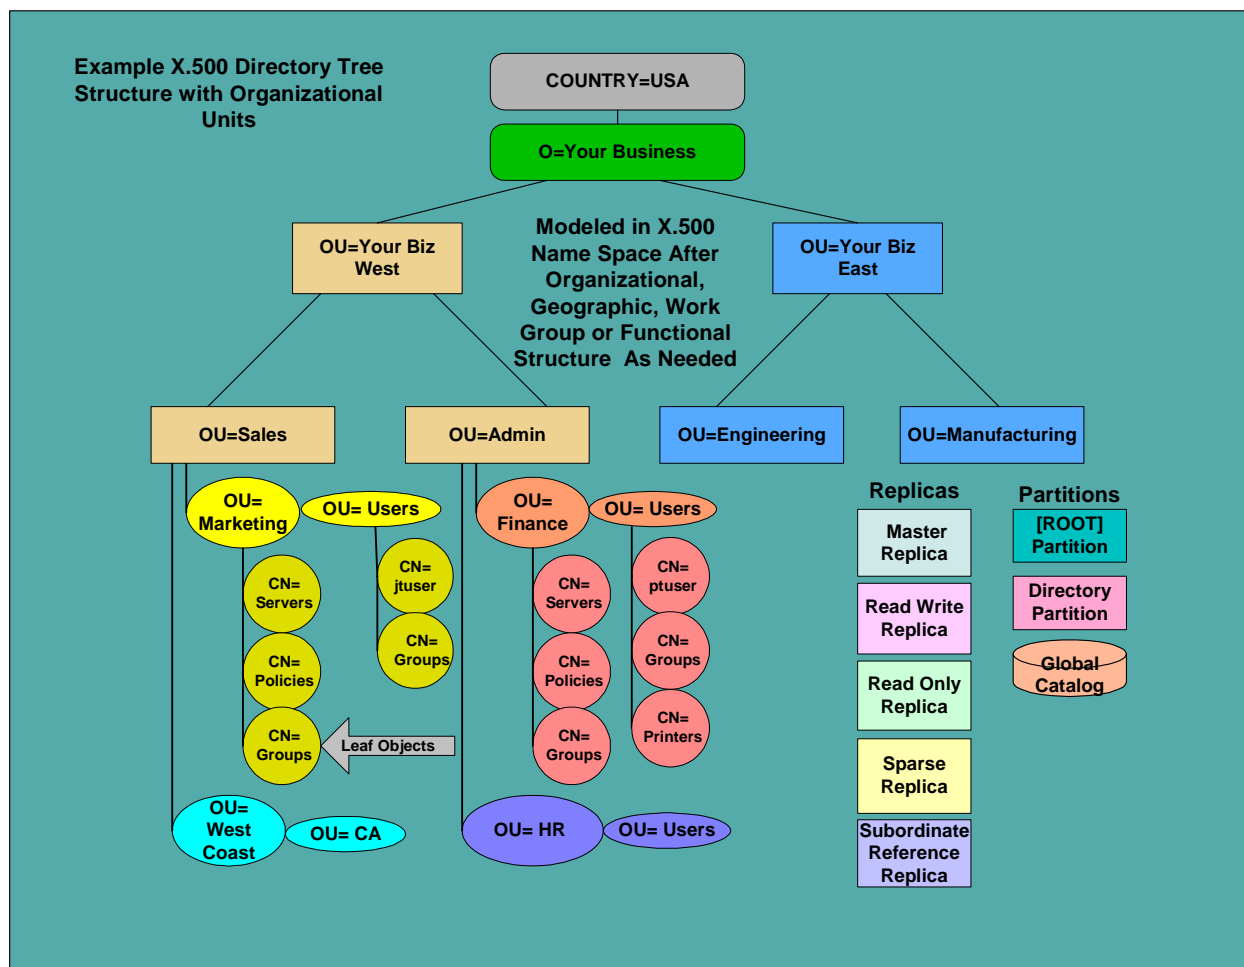 Example X.500 Directory Tree
Structure with Organizational
Units
COUNTRY=USA
O=Your Business
OU=Your Biz
West
Modeled in X.500
Name Space After
Organizational,
Geographic, Work
Group or Functional
Structure As Needed
OU=Your Biz
East
OU=Sales
OU=Admin
OU=Engineering
OU=Manufacturing
OU=
Marketing
OU= Users
CN=
Servers
CN=
Policies
CN=
Groups
CN=
jtuser
CN=
Groups
Leaf Objects
OU=
West
Coast
OU= CA
OU=
Finance
OU= Users
CN=
Servers
CN=
Policies
CN=
Groups
CN=
ptuser
CN=
Groups
CN=
Printers
OU= HR
OU= Users
Replicas
Master
Replica
Read Write
Replica
Read Only
Replica
Sparse
Replica
Subordinate
Reference
Replica
Partitions
[ROOT]
Partition
Directory
Partition
Global
Catalog